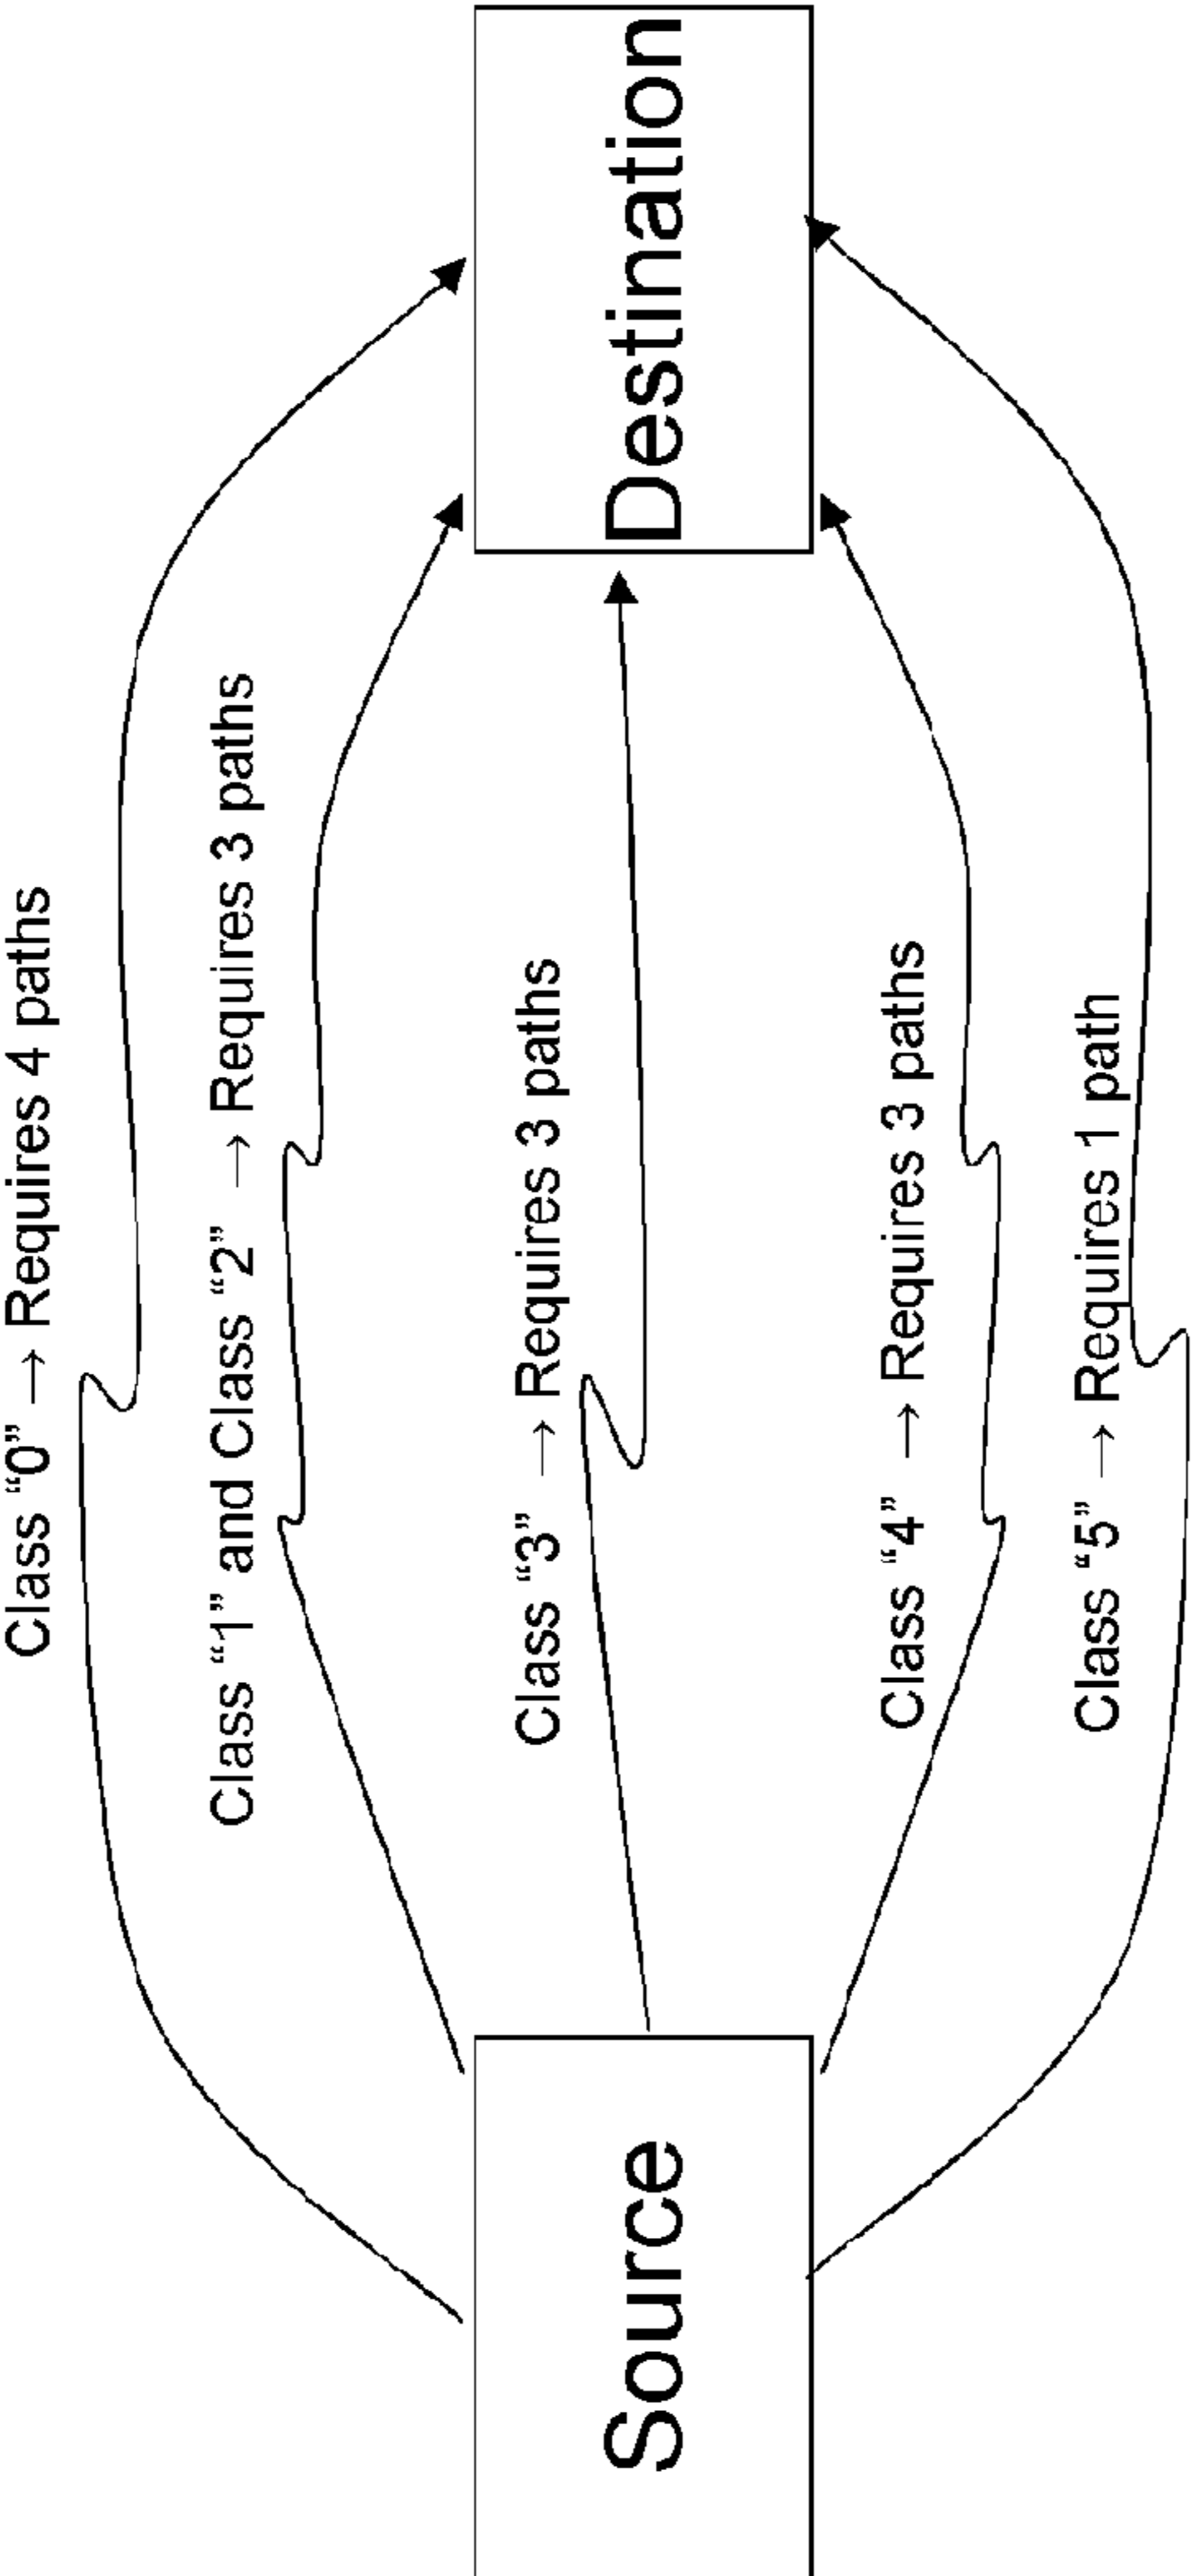 Class “0” → Requires 4 paths
Class “1” and Class “2” → Requires 3 paths
Class “3” → Requires 3 paths
Source
Destination
Class “4” → Requires 3 paths
Class “5” → Requires 1 path